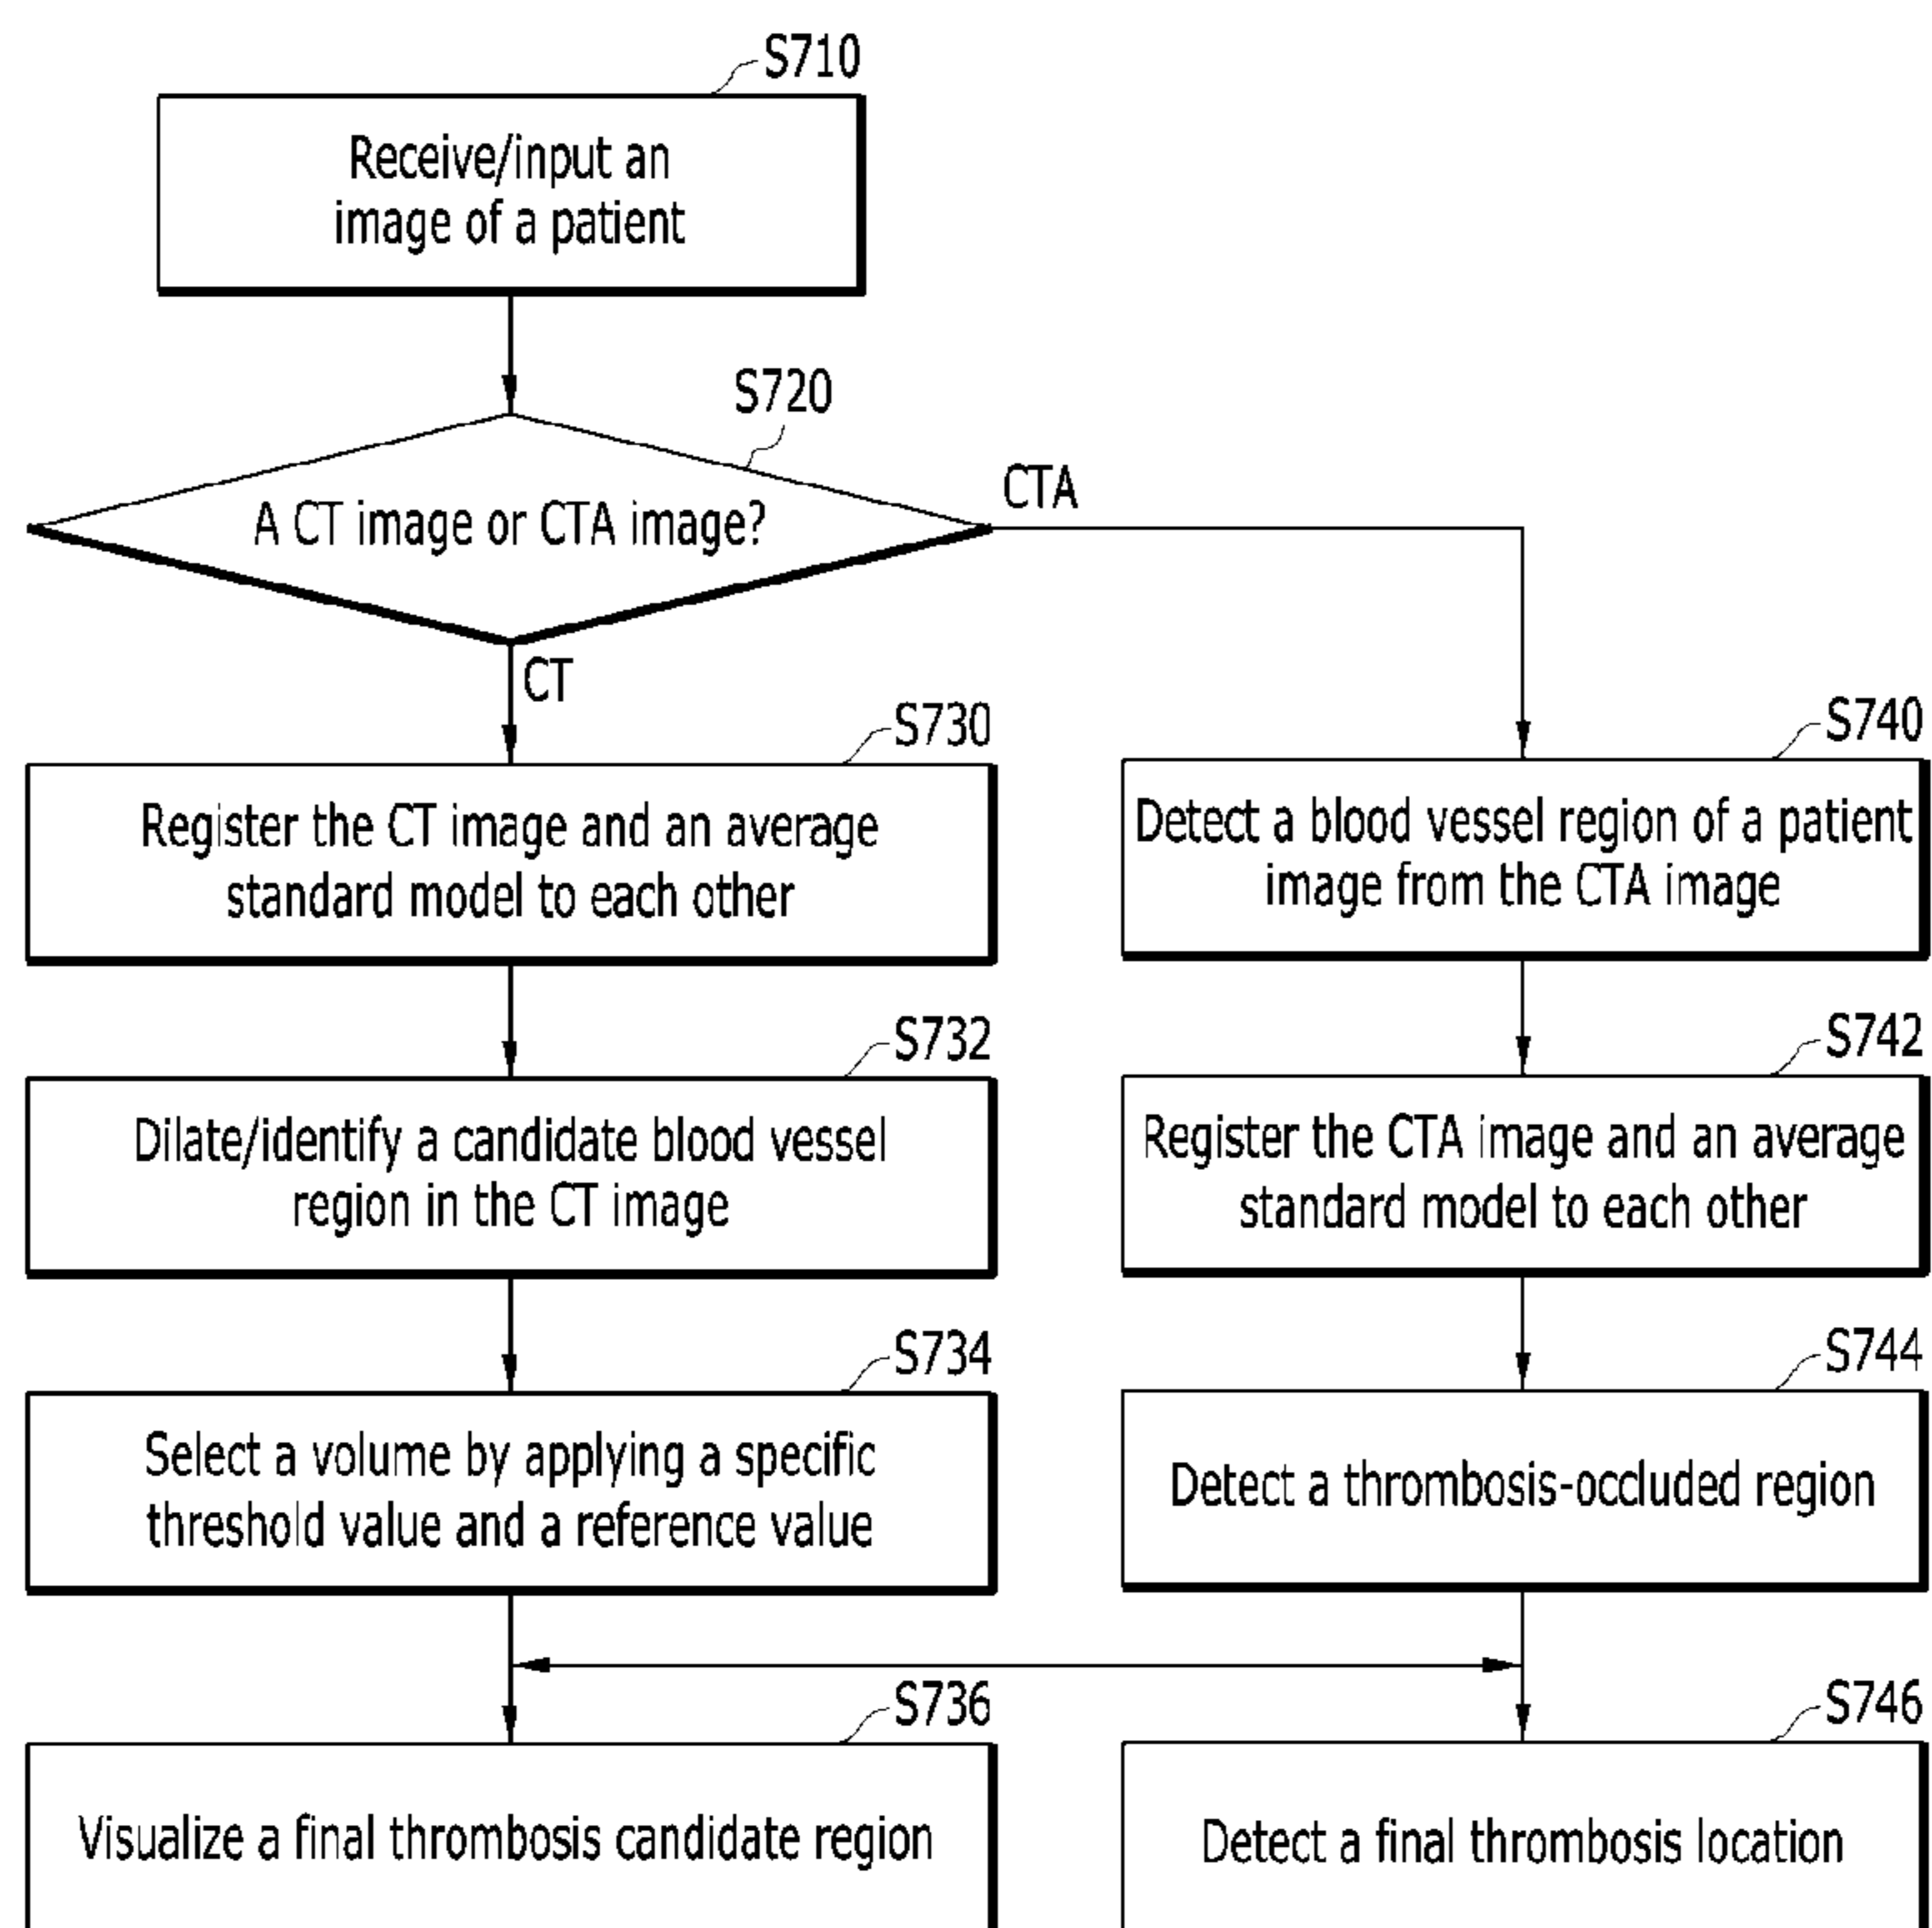 S710
Receive/input an
image of a patient
S720
A CT image or CTA image?
CTA
CT
S730
Register the CT image and an average
standard model to each other
S740
Detect a blood vessel region of a patient
image from the CTA image
S732
Dilate/identify a candidate blood vessel
region in the CT image
S742
Register the CTA image and an average
standard model to each other
S734
Select a volume by applying a specific
threshold value and a reference value
S744
Detect a thrombosis-occluded region
S736
Visualize a final thrombosis candidate region
S746
Detect a final thrombosis location